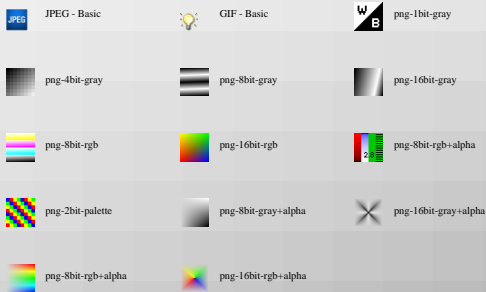 JPEG JPEG - Basic GIF - Basic W B png-1bit-gray
png-4bit-gray png-8bit-gray png-16bit-gray
png-8bit-rgb png-16bit-rgb png-8bit-rgb+alpha
png-2bit-palette png-8bit-gray+alpha png-16bit-gray+alpha
png-8bit-rgb+alpha png-16bit-rgb+alpha